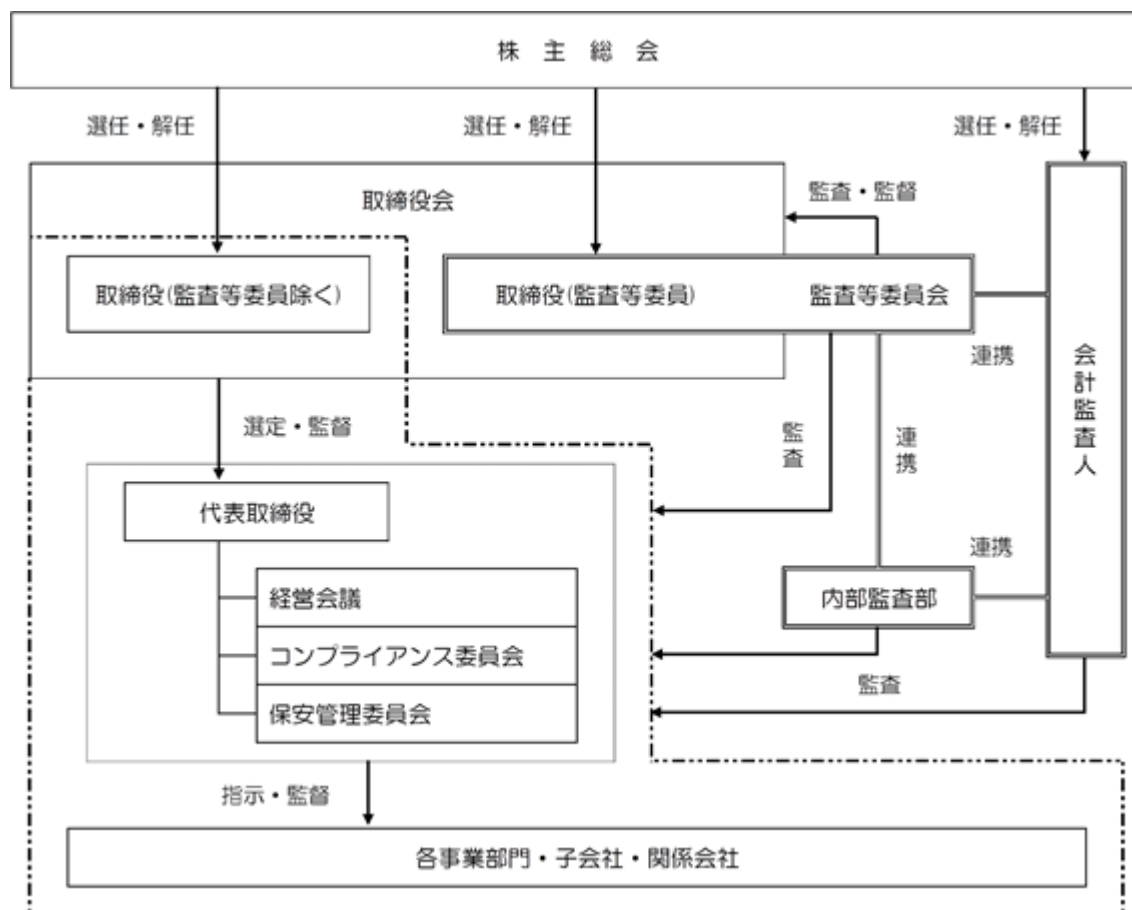 株 主 総 会
選任・解任
選任・解任
選任・解任
取締役会
監査・監督
取締役(監査等委員除く)
取締役(監査等委員)
監査等委員会
連携
会計監査人
選定・監督
監査
連携
代表取締役
連携
経営会議
内部監査部
コンプライアンス委員会
監査
保安管理委員会
指示・監督
各事業部門・子会社・関係会社